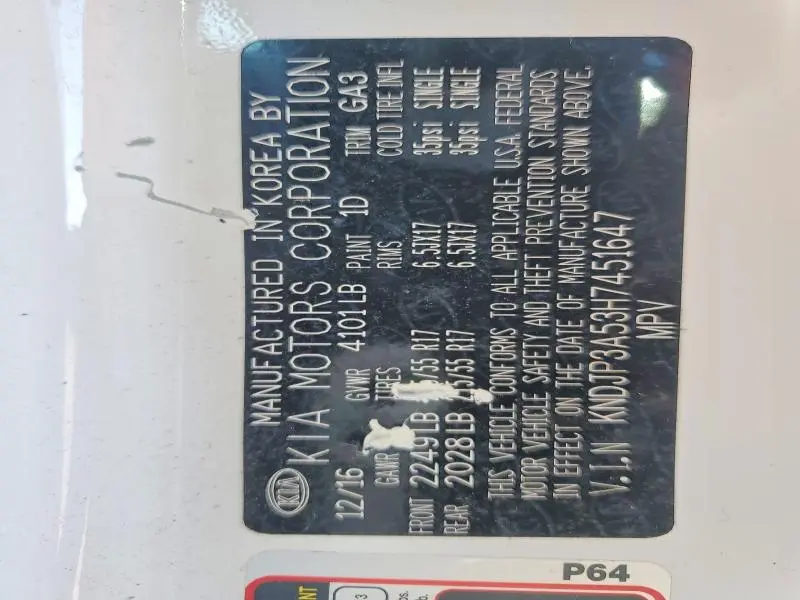 MANUFACTURED IN KOREA BY
KIA KIA MOTORS CORPORATION
12/16 GVWR 4101LB PAINT 1D TRIM GA3
GAWR TIRES RIMS COLD TIRE INFL
FRONT 2249LB /55 R17 6.5JX17 35psi SINGLE
REAR 2028LB /55 R17 6.5JX17 35psi SINGLE
THIS VEHICLE CONFORMS TO ALL APPLICABLE U.S.A. FEDERAL
MOTOR VEHICLE SAFETY AND THEFT PREVENTION STANDARDS
IN EFFECT ON THE DATE OF MANUFACTURE SHOWN ABOVE.
V.I.N KNDJP3A53H7451647
MPV
P64
3